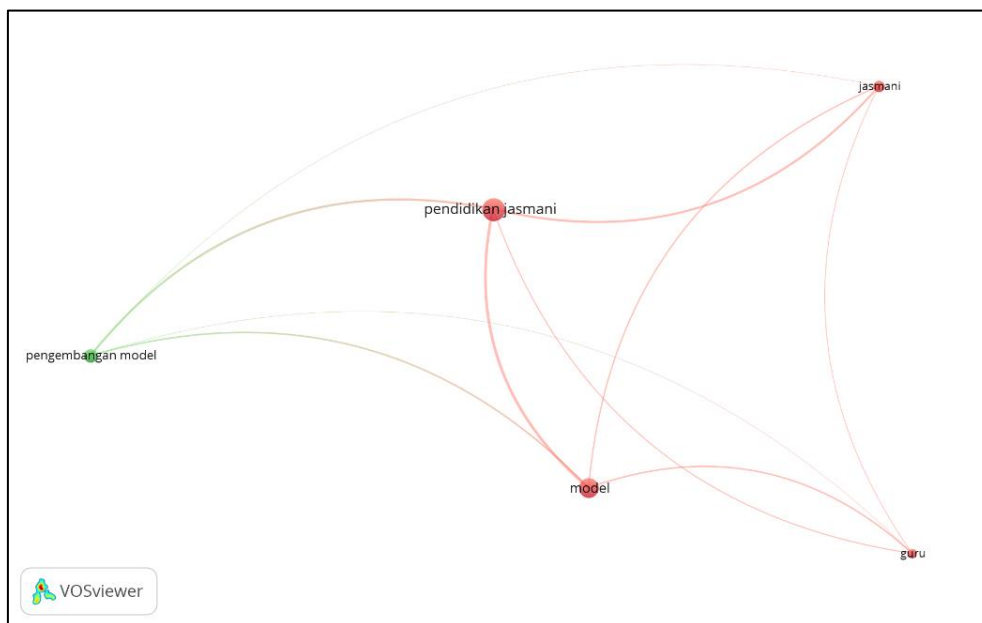 jasmani
pendidikan jasmani
pengembangan model
model
guru
VOSviewer